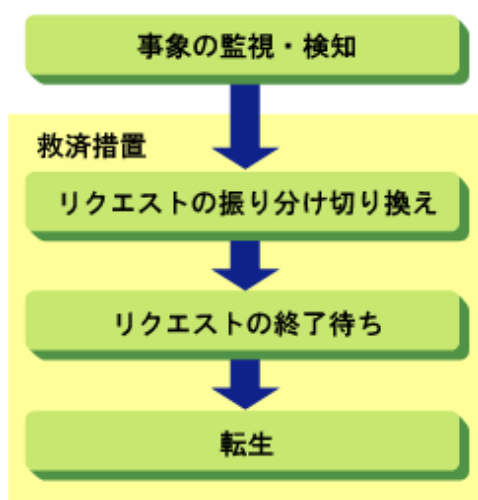 事象の監視・検知
救済措置
リクエストの振り分け切り換え
リクエストの終了待ち
転生